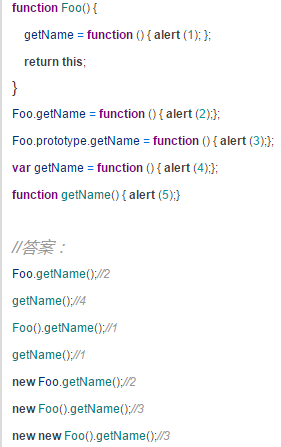 function Foo() {
getName = function () { alert (1); };
return this;
}
Foo.getName = function () { alert (2);};
Foo.prototype.getName = function () { alert (3);};
var getName = function () { alert (4);};
function getName() { alert (5);}
//答案：
Foo.getName();//2
getName();//4
Foo().getName();//1
getName();//1
new Foo.getName();//2
new Foo().getName();//3
new new Foo().getName();//3